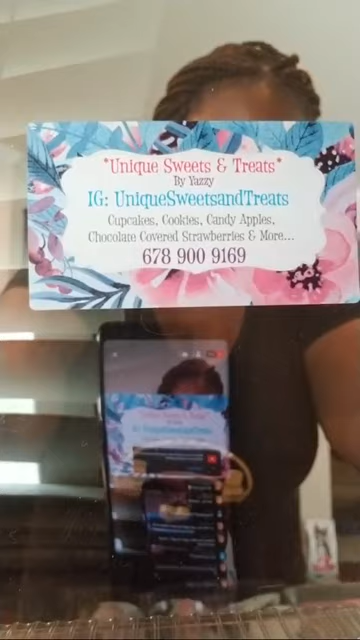 *Unique Sweets & Treats*
By Yazzy
IG: UniqueSweetsandTreats
Cupcakes, Cookies, Candy Apples,
Chocolate Covered Strawberries & More...
678 900 9169